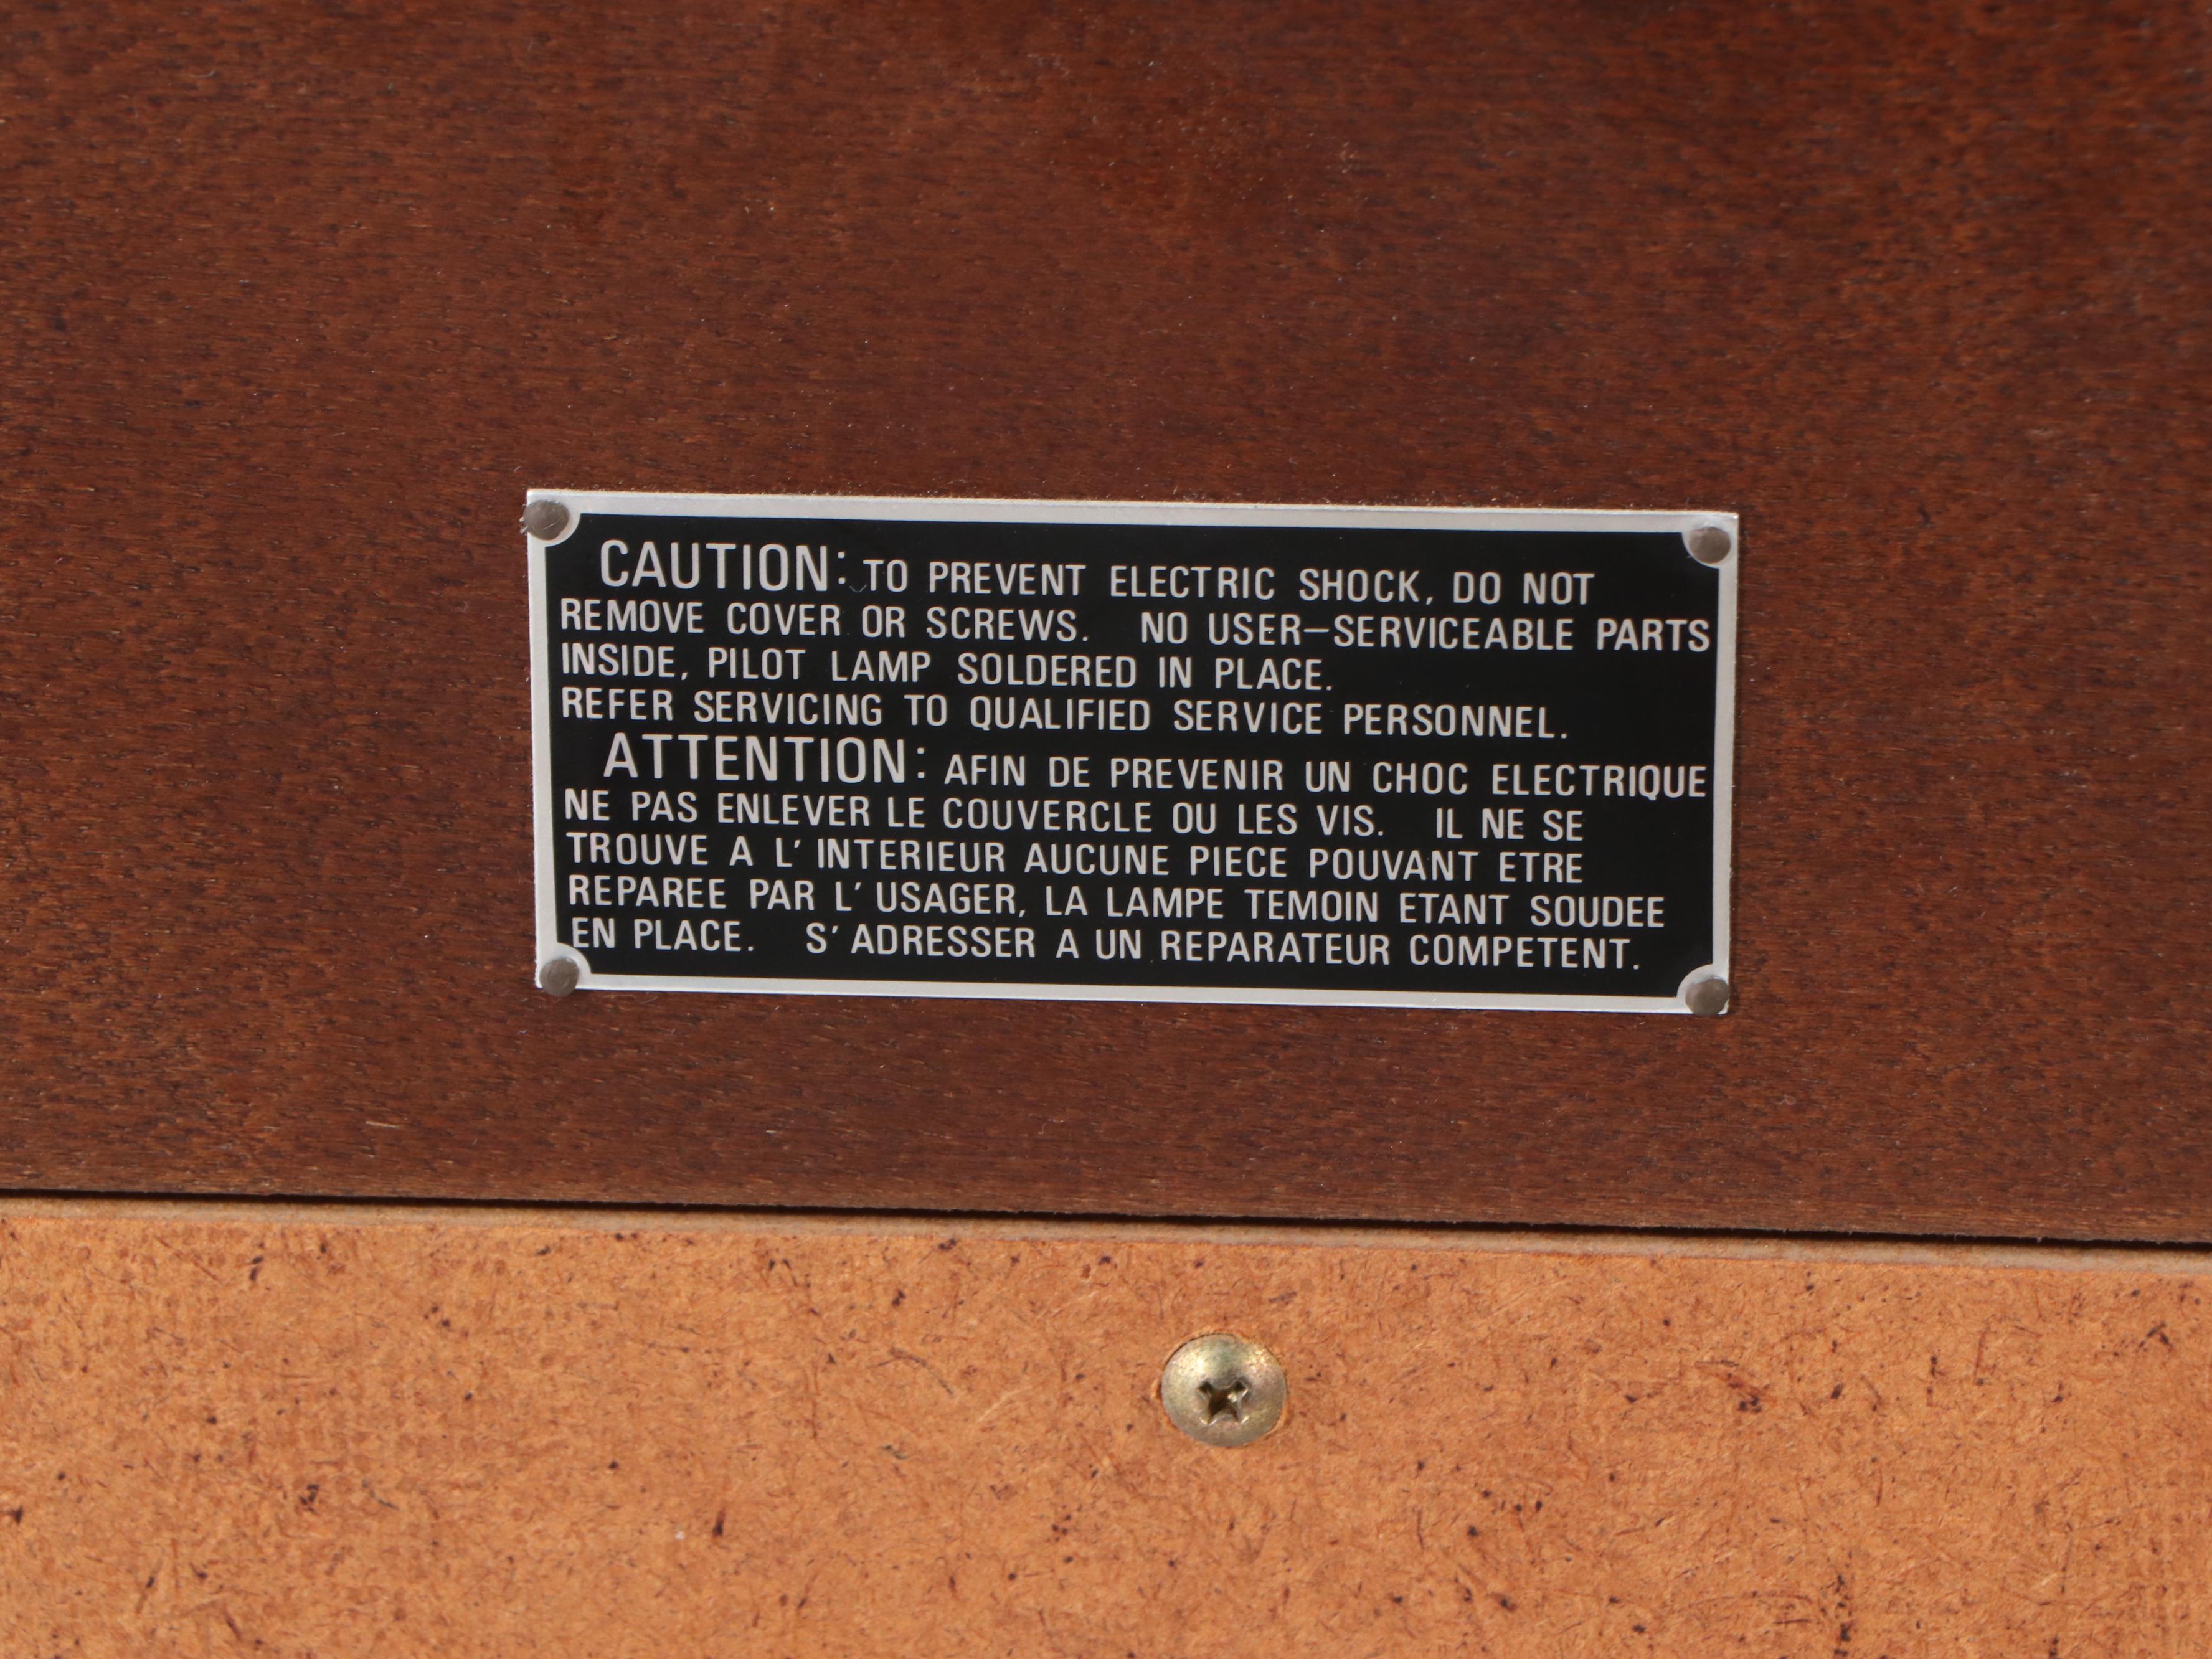 CAUTION: TO PREVENT ELECTRIC SHOCK, DO NOT
REMOVE COVER OR SCREWS. NO USER-SERVICEABLE PARTS
INSIDE, PILOT LAMP SOLDERED IN PLACE.
REFER SERVICING TO QUALIFIED SERVICE PERSONNEL.
ATTENTION: AFIN DE PREVENIR UN CHOC ELECTRIQUE
NE PAS ENLEVER LE COUVERCLE OU LES VIS. IL NE SE
TROUVE A L' INTERIEUR AUCUNE PIECE POUVANT ETRE
REPAREE PAR L' USAGER, LA LAMPE TEMOIN ETANT SOUDEE
EN PLACE. S' ADRESSER A UN REPARATEUR COMPETENT.